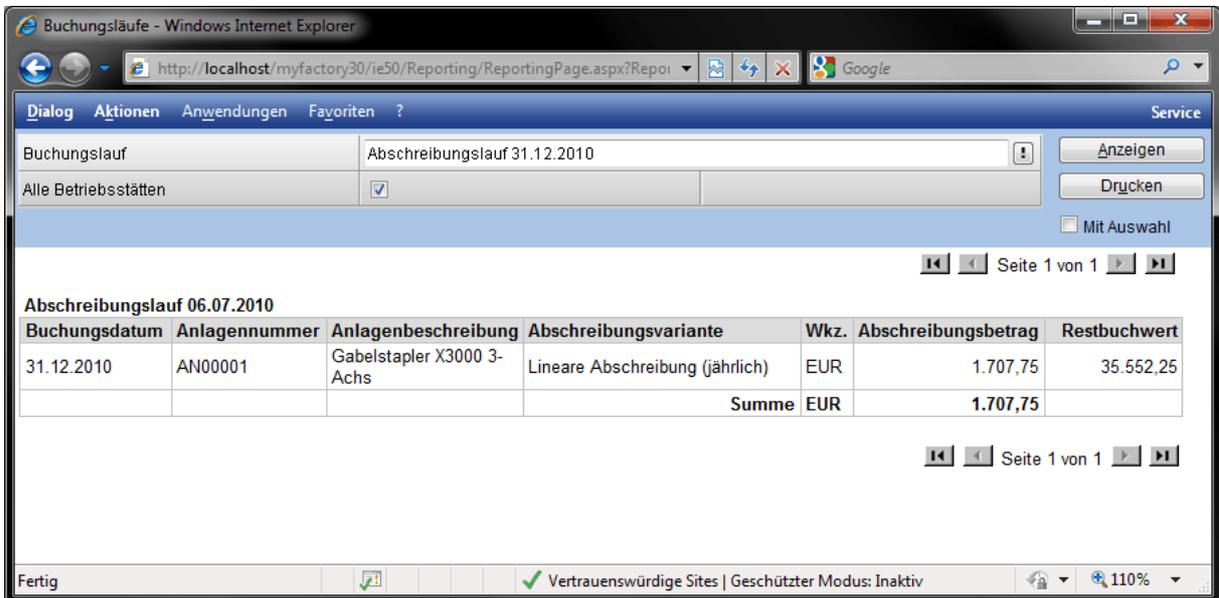 Buchungsläufe - Windows Internet Explorer
http://localhost/myfactory30/ie50/Reporting/ReportingPage.aspx?Repor
Google
Dialog Aktionen Anwendungen Favoriten ? Service
Buchungslauf Abschreibungslauf 31.12.2010 Anzeigen
Alle Betriebsstätten Drucken
Mit Auswahl
Seite 1 von 1
Abschreibungslauf 06.07.2010
Buchungsdatum Anlagennummer Anlagenbeschreibung Abschreibungsvariante Wkz. Abschreibungsbetrag Restbuchwert
31.12.2010 AN00001 Gabelstapler X3000 3- Lineare Abschreibung (jährlich) EUR 1.707,75 35.552,25
Achs
Summe EUR 1.707,75
Seite 1 von 1
Fertig Vertrauenswürdige Sites | Geschützter Modus: Inaktiv 110%